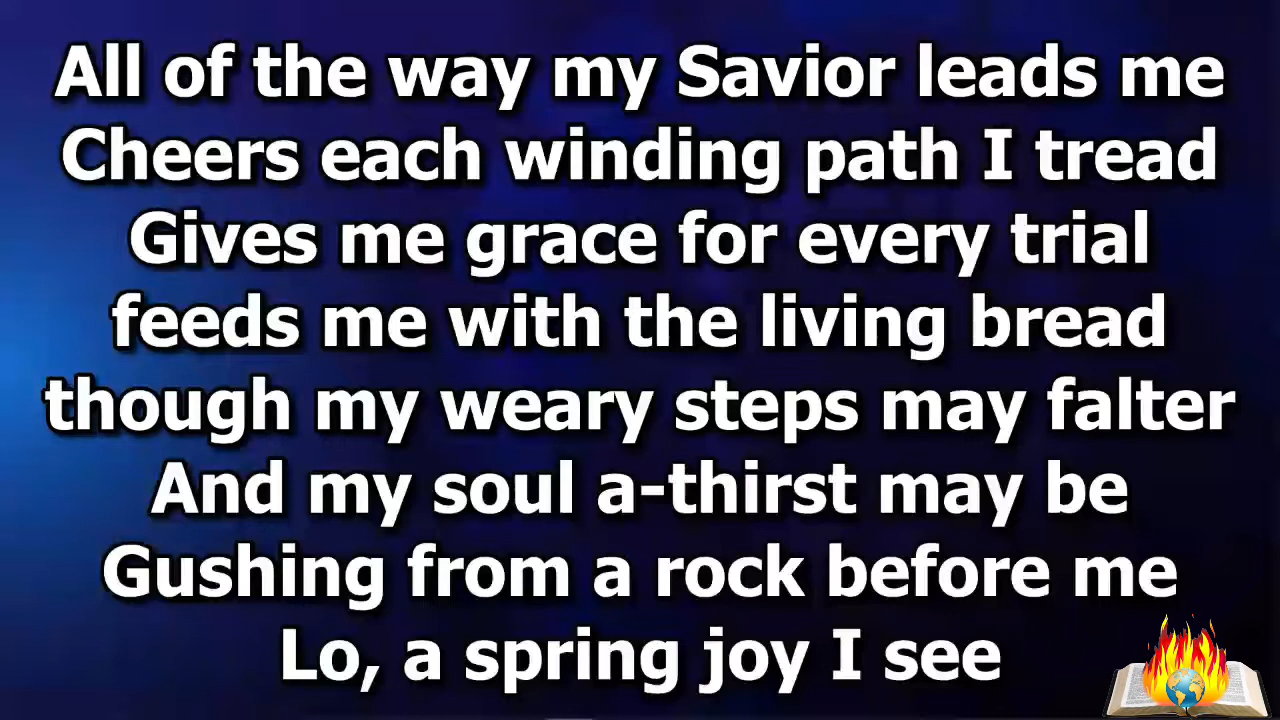 All of the way my Savior leads me
Cheers each winding path I tread
Gives me grace for every trial
feeds me with the living bread
though my weary steps may falter
And my soul a-thirst may be
Gushing from a rock before me
Lo, a spring joy I see